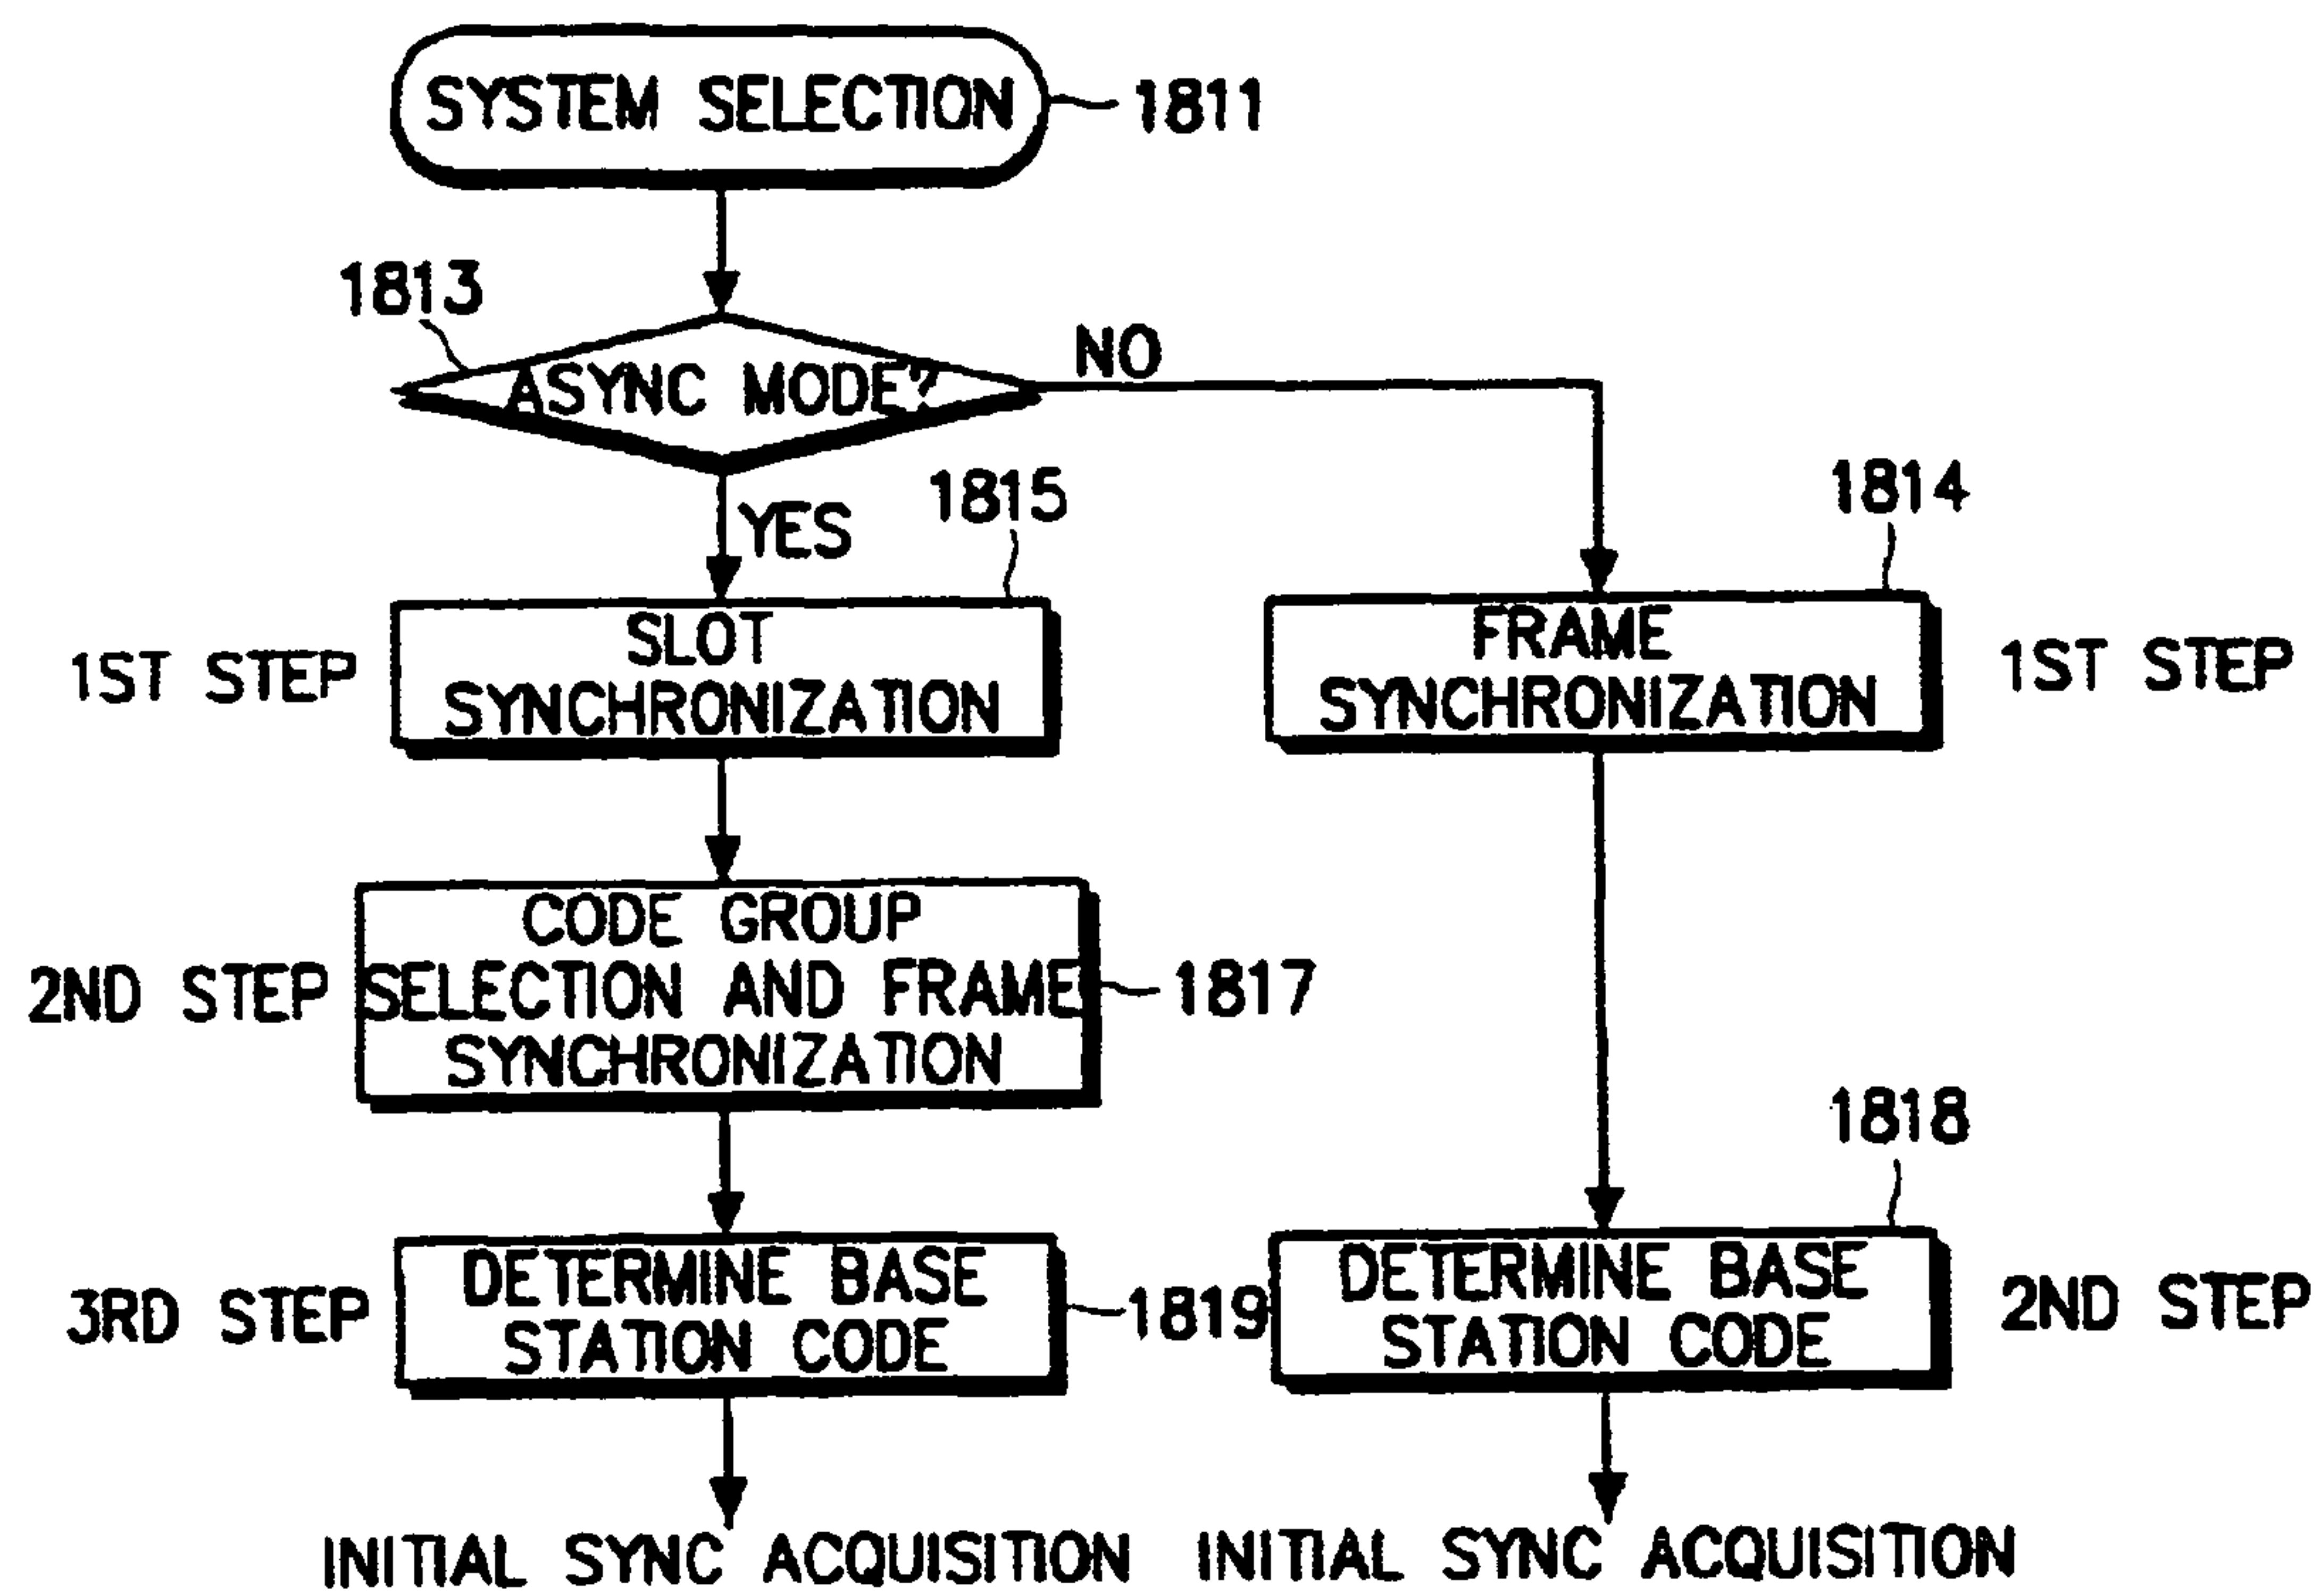 SYSTEM SELECTION
1811
1813
ASYNC MODE?
NO
YES
1815
1814
1ST STEP
SLOT
SYNCHRONIZATION
FRAME
SYNCHRONIZATION
1ST STEP
2ND STEP
CODE GROUP
SELECTION AND FRAME
SYNCHRONIZATION
1817
1818
3RD STEP
DETERMINE BASE
STATION CODE
1819
DETERMINE BASE
STATION CODE
2ND STEP
INITIAL SYNC ACQUISITION
INITIAL SYNC ACQUISITION